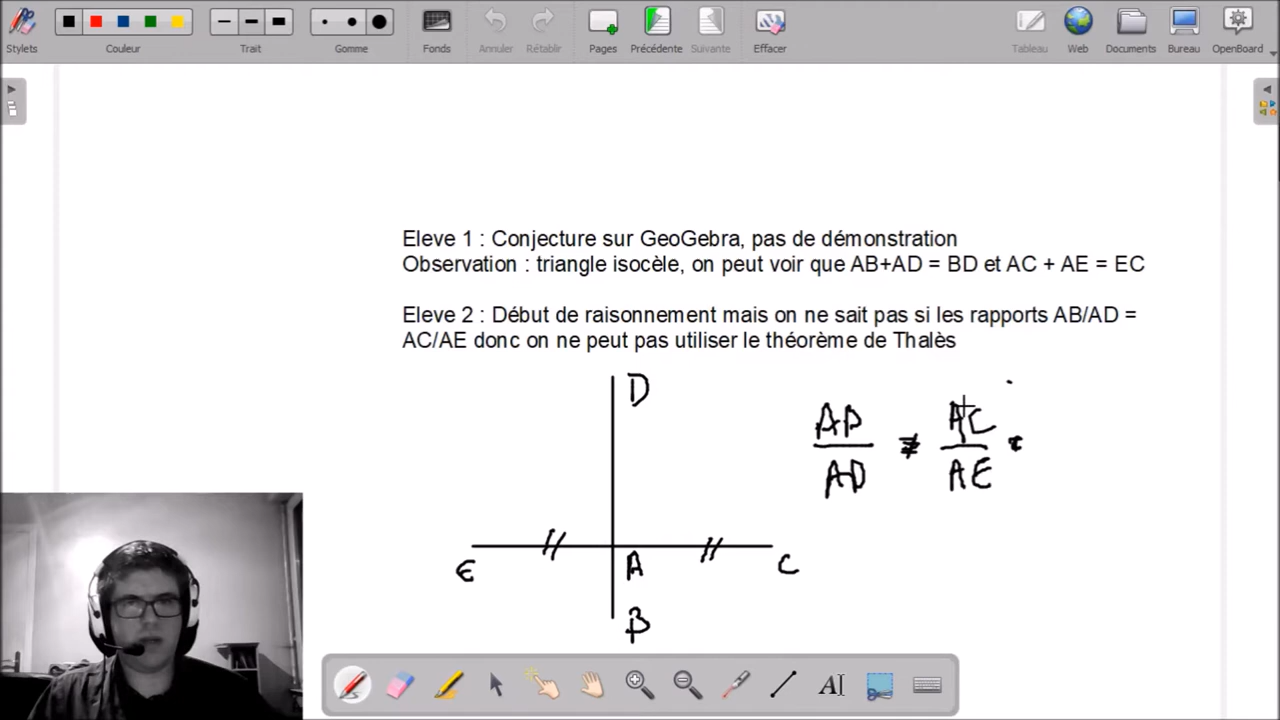 Stylets Couleur Trait Gomme Fonds Annuler Rétablir Pages Précédente Suivante Effacer Tableau Web Documents Bureau OpenBoard
Eleve 1 : Conjecture sur GeoGebra, pas de démonstration
Observation : triangle isocèle, on peut voir que AB+AD = BD et AC + AE = EC
Eleve 2 : Début de raisonnement mais on ne sait pas si les rapports AB/AD =
AC/AE donc on ne peut pas utiliser le théorème de Thalès
D
AB ≠ AC
AD AE
E A C
B
AI